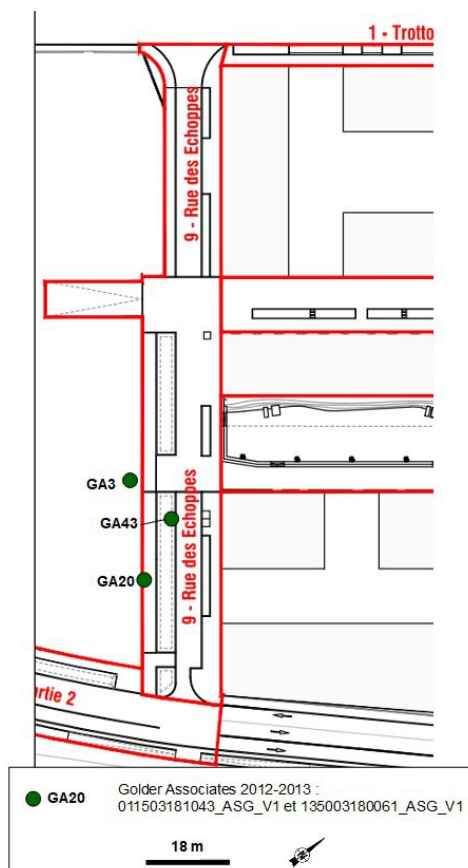 1 - Trotto
9 - Rue des Echoppes
GA3
GA43
GA20
9 - Rue des Echoppes
artie 2
GA20
Golder Associates 2012-2013 :
011503181043_ASG_V1 et 135003180061_ASG_V1
18 m